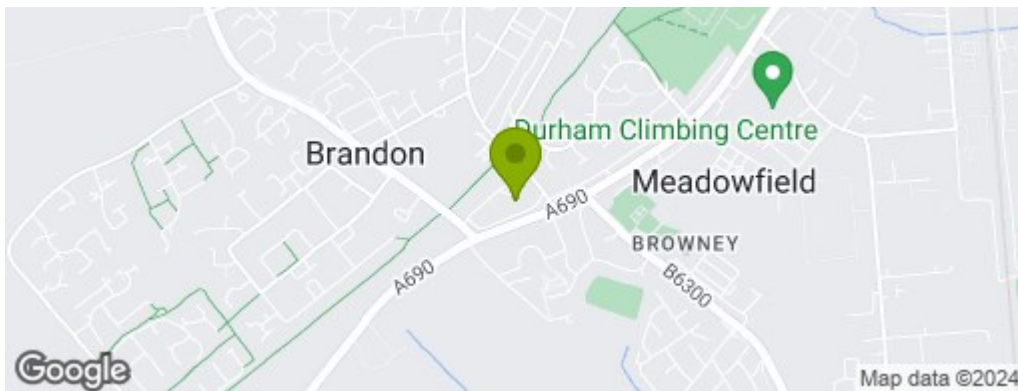 Durham Climbing Centre
Brandon
Meadowfield
A690
BROWNEY
A690
B6300
Google
Map data ©2024